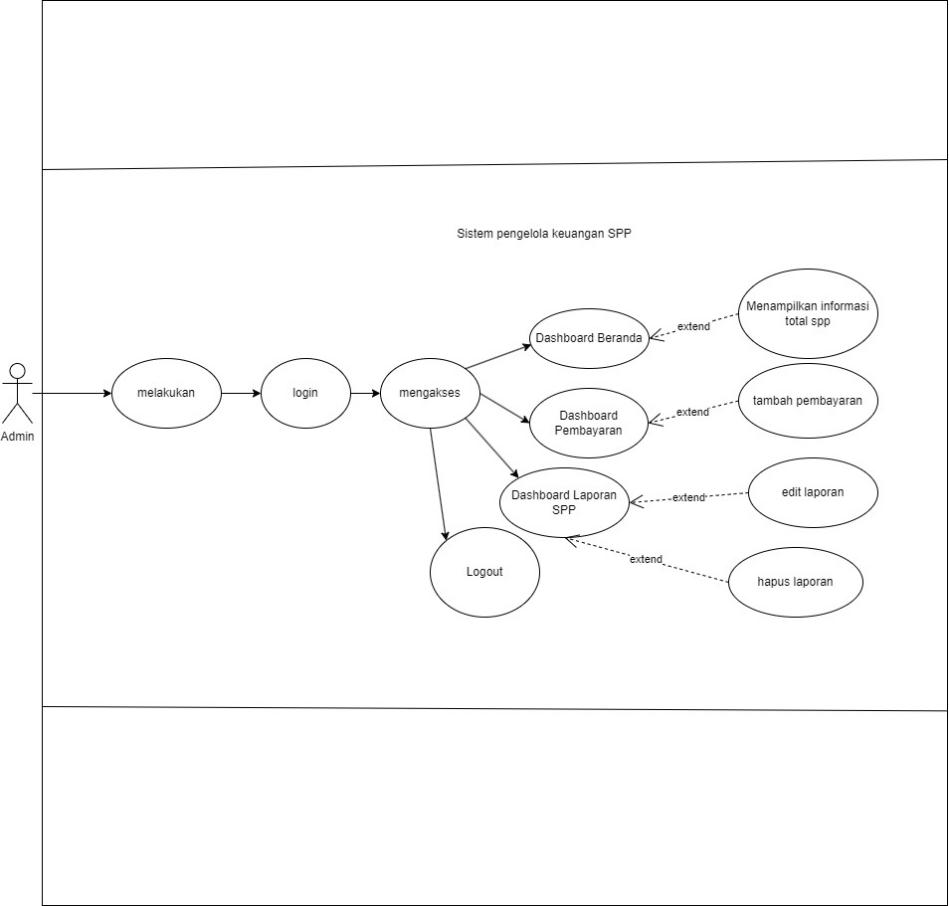 Sistem pengelola keuangan SPP
Menampilkan informasi
total spp
extend
Dashboard Beranda
Admin
melakukan
login
mengakses
Dashboard
Pembayaran
extend
tambah pembayaran
Dashboard Laporan
SPP
extend
edit laporan
Logout
extend
hapus laporan